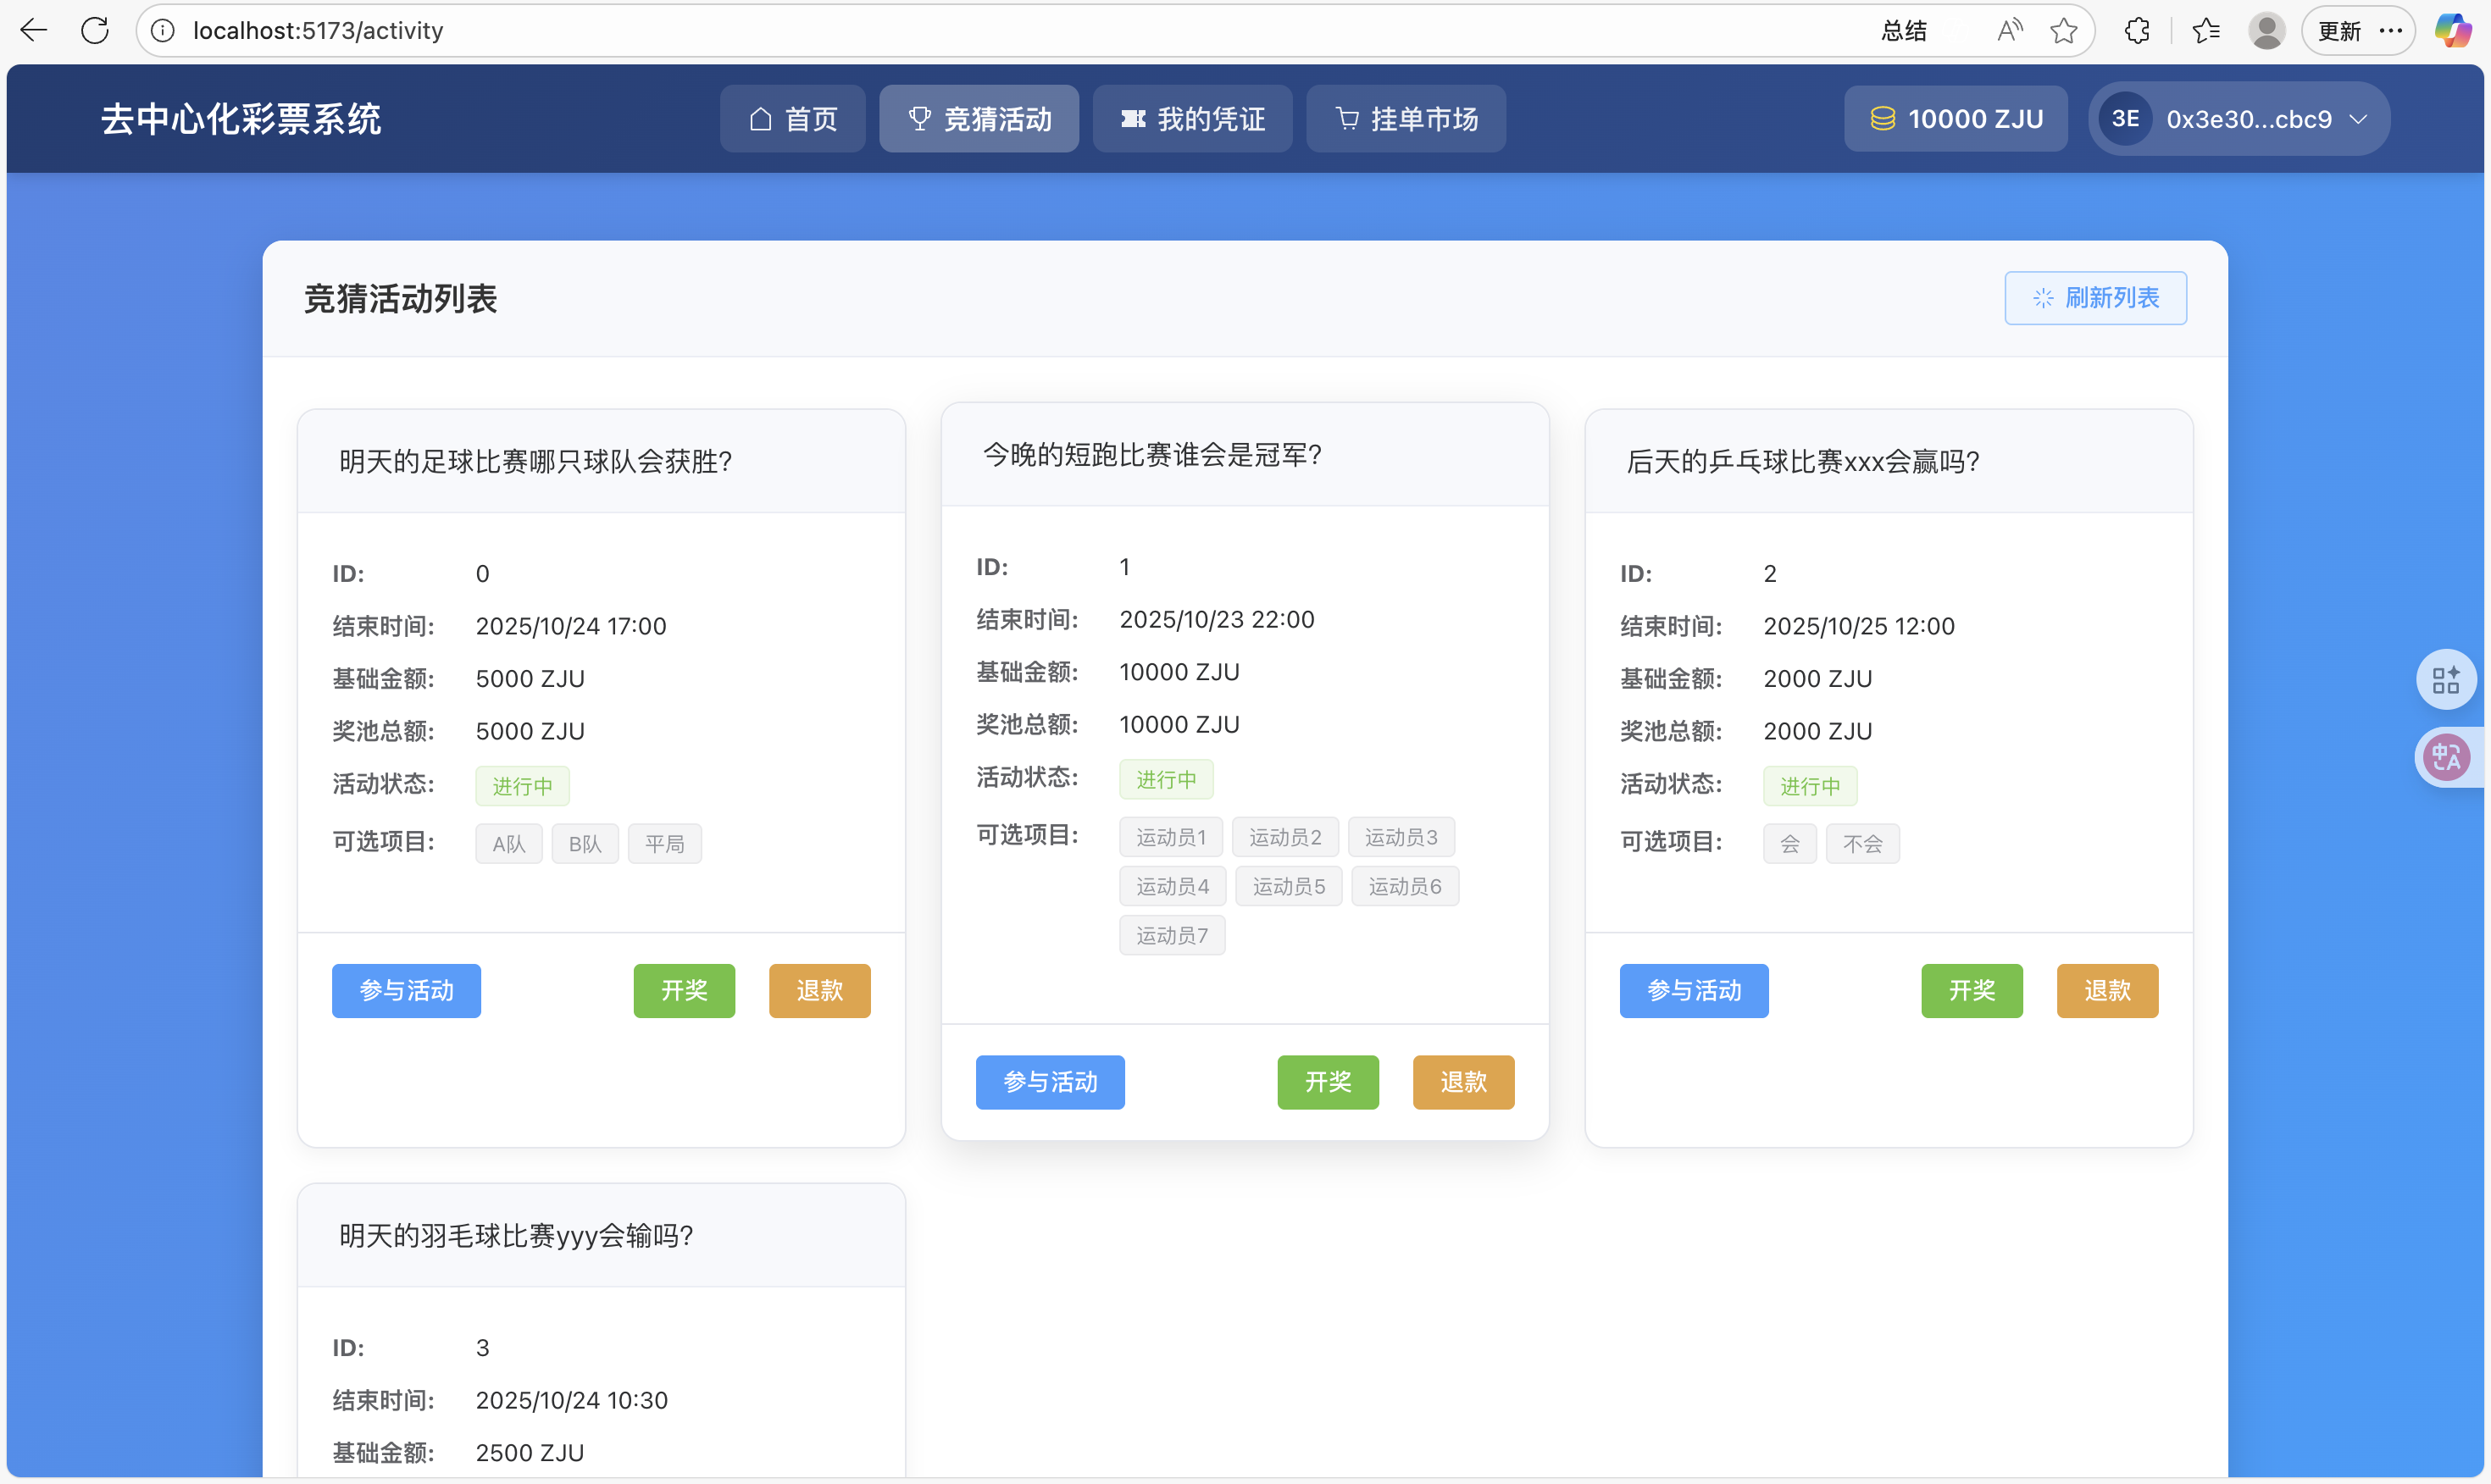 localhost:5173/activity 总结 更新
去中心化彩票系统 首页 竞猜活动 我的凭证 挂单市场 10000 ZJU 3E 0x3e30...cbc9
竞猜活动列表 刷新列表
明天的足球比赛哪只球队会获胜?
ID: 0
结束时间: 2025/10/24 17:00
基础金额: 5000 ZJU
奖池总额: 5000 ZJU
活动状态: 进行中
可选项目: A队 B队 平局
参与活动 开奖 退款
今晚的短跑比赛谁会是冠军?
ID: 1
结束时间: 2025/10/23 22:00
基础金额: 10000 ZJU
奖池总额: 10000 ZJU
活动状态: 进行中
可选项目: 运动员1 运动员2 运动员3
运动员4 运动员5 运动员6
运动员7
参与活动 开奖 退款
后天的乒乓球比赛xxx会赢吗?
ID: 2
结束时间: 2025/10/25 12:00
基础金额: 2000 ZJU
奖池总额: 2000 ZJU
活动状态: 进行中
可选项目: 会 不会
参与活动 开奖 退款
明天的羽毛球比赛yyy会输吗?
ID: 3
结束时间: 2025/10/24 10:30
基础金额: 2500 ZJU